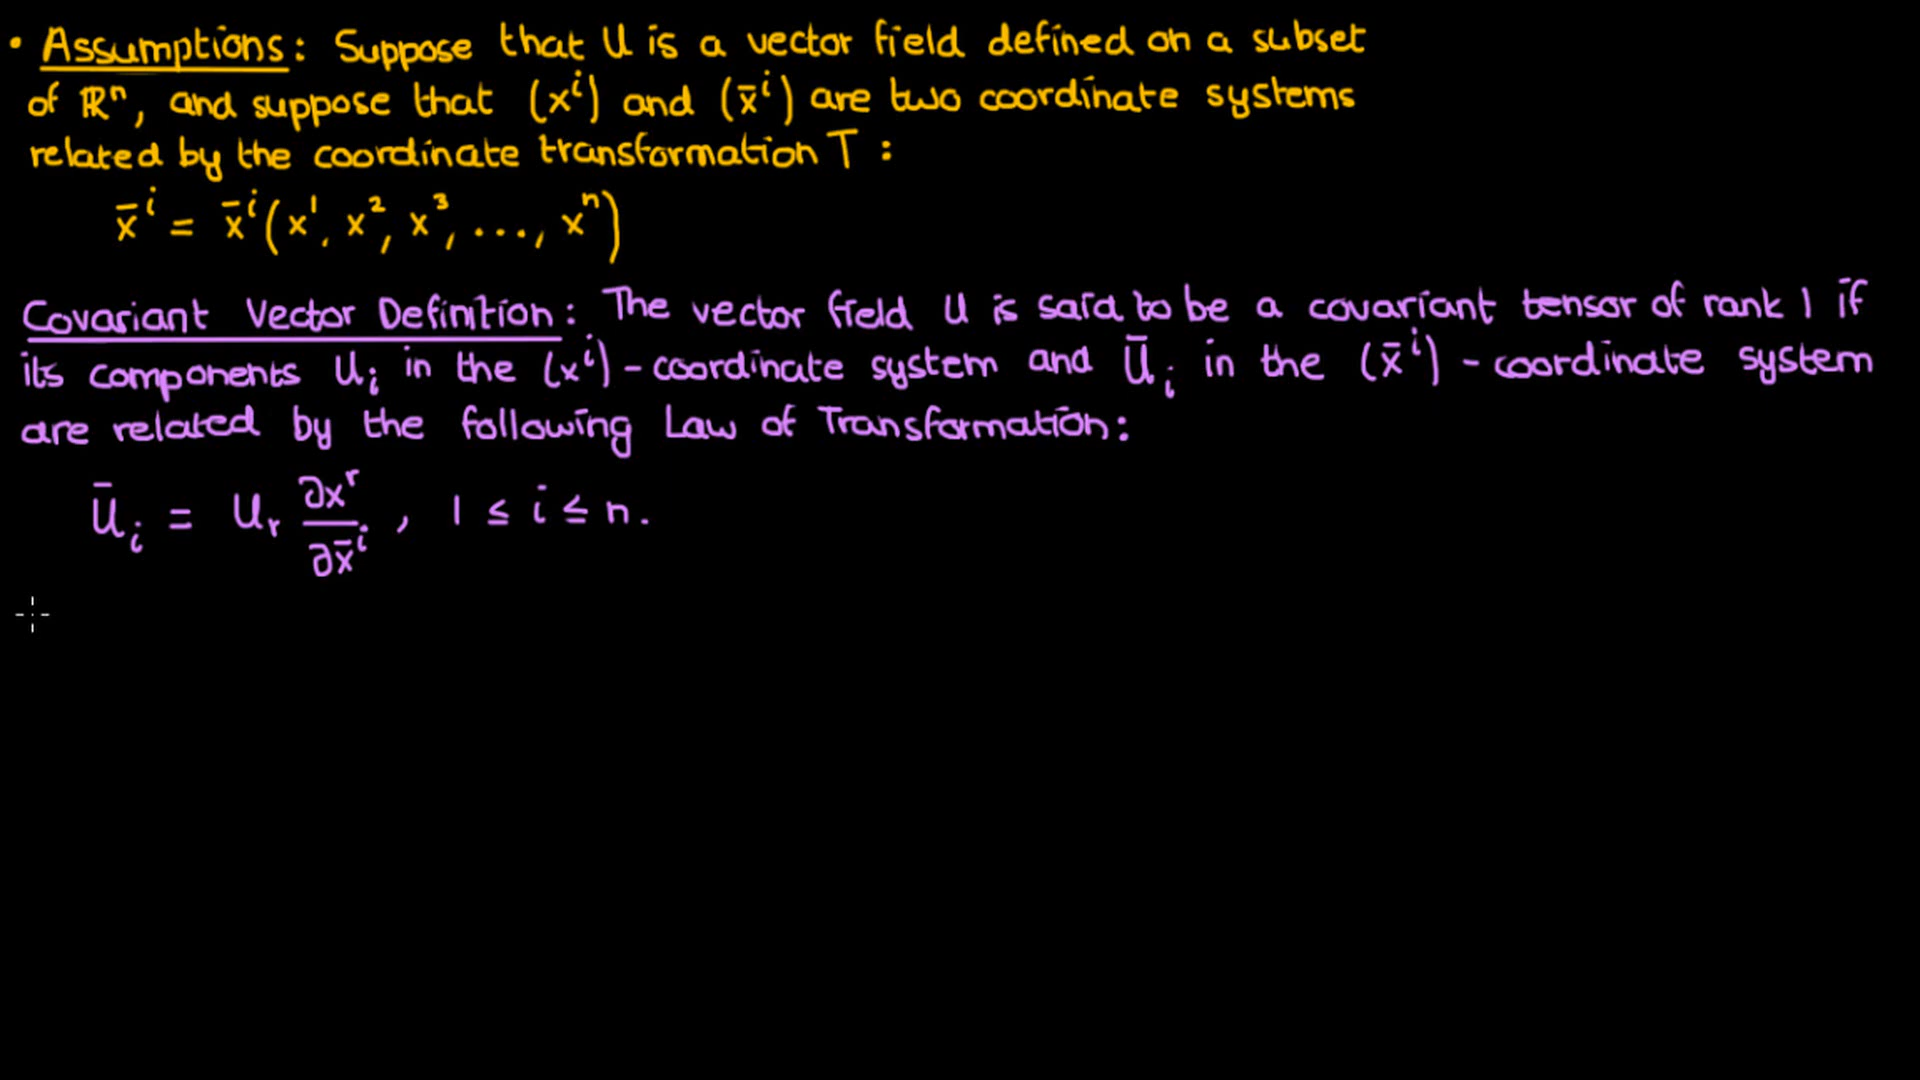 • Assumptions: Suppose that U is a vector field defined on a subset
of ℝⁿ, and suppose that (xⁱ) and (x̄ⁱ) are two coordinate systems
related by the coordinate transformation T :
x̄ⁱ = x̄ⁱ(x¹, x², x³, ..., xⁿ)
Covariant Vector Definition: The vector field U is said to be a covariant tensor of rank 1 if
its components Uᵢ in the (xⁱ) - coordinate system and Ūᵢ in the (x̄ⁱ) - coordinate system
are related by the following Law of Transformation:
Ūᵢ = Uᵣ ∂xʳ/∂x̄ⁱ , 1 ≤ i ≤ n.